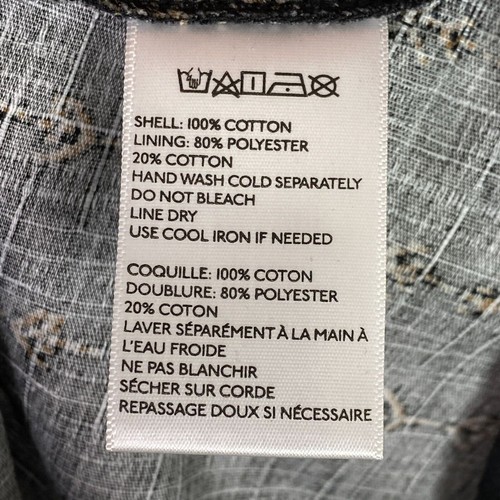 SHELL: 100% COTTON
LINING: 80% POLYESTER
20% COTTON
HAND WASH COLD SEPARATELY
DO NOT BLEACH
LINE DRY
USE COOL IRON IF NEEDED
COQUILLE: 100% COTON
DOUBLURE: 80% POLYESTER
20% COTON
LAVER SÉPARÉMENT À LA MAIN À
L'EAU FROIDE
NE PAS BLANCHIR
SÉCHER SUR CORDE
REPASSAGE DOUX SI NÉCESSAIRE